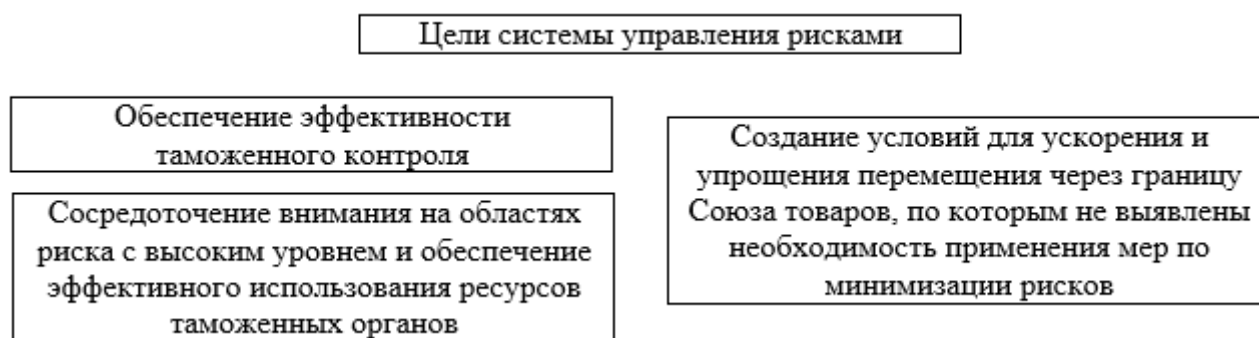 Цели системы управления рисками
Обеспечение эффективности
таможенного контроля
Сосредоточение внимания на областях
риска с высоким уровнем и обеспечение
эффективного использования ресурсов
таможенных органов
Создание условий для ускорения и
упрощения перемещения через границу
Союза товаров, по которым не выявлены
необходимость применения мер по
минимизации рисков